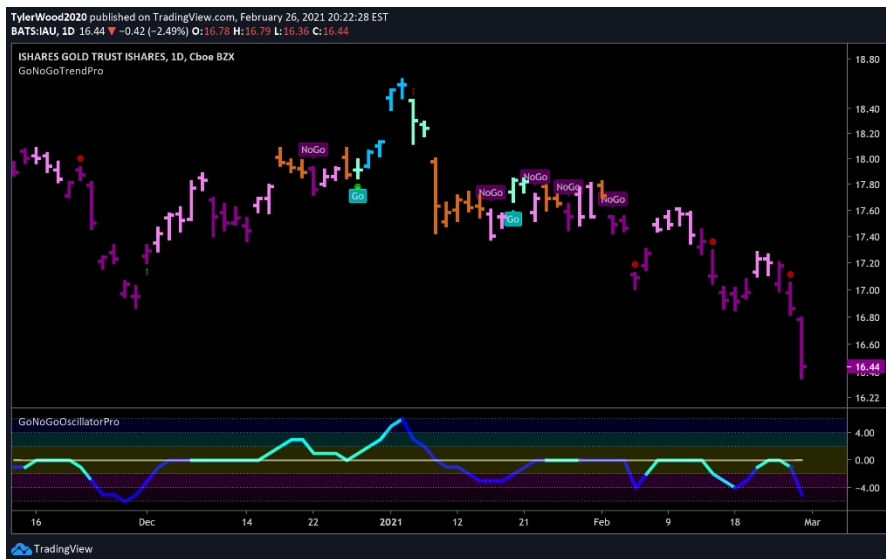 TylerWood2020 published on TradingView.com, February 26, 2021 20:22:28 EST
BATS:IAU, 1D 16.44 ▼ −0.42 (−2.49%) O:16.78 H:16.79 L:16.36 C:16.44
ISHARES GOLD TRUST ISHARES, 1D, Cboe BZX
GoNoGoTrendPro
18.80
18.40
18.20
18.00
17.80
17.60
17.40
17.20
17.00
16.80
16.60
16.44
16.22
NoGo
Go
NoGo
Go
NoGo
NoGo
NoGo
GoNoGoOscillatorPro
4.00
0.00
−4.00
16 Dec 14 22 2021 12 21 Feb 9 18 Mar
TradingView